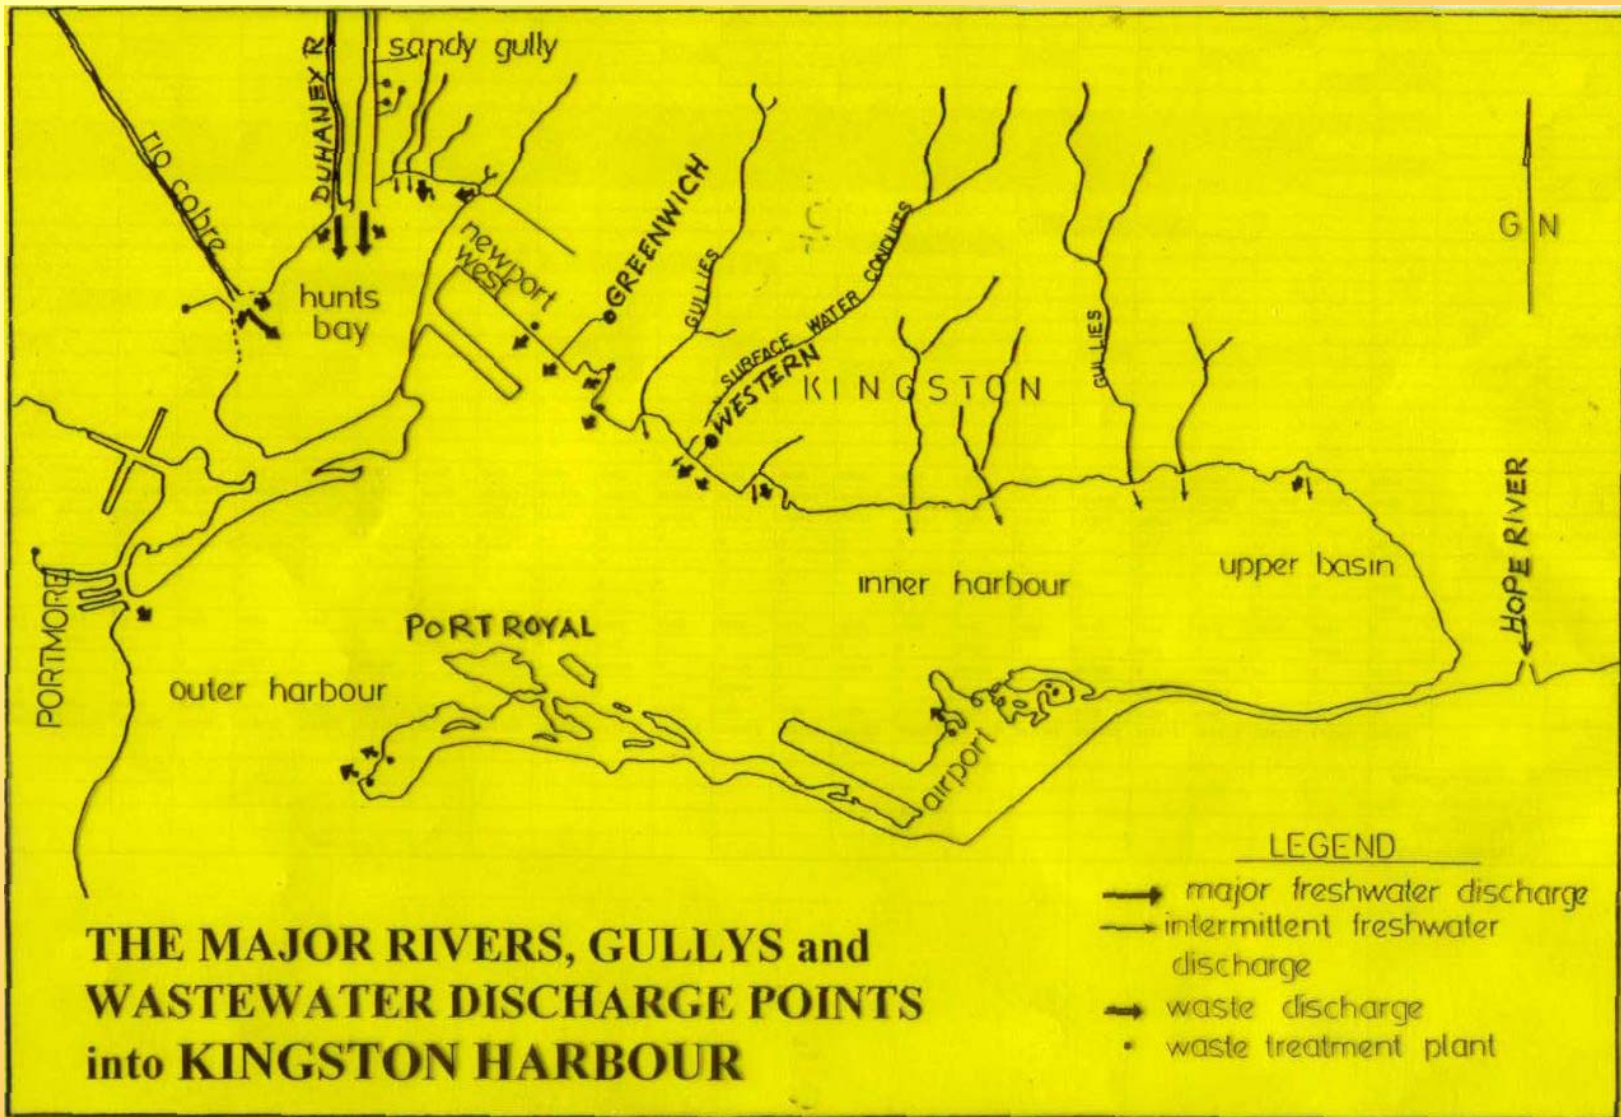 sandy gully
DUHANEY R
rio cobre
hunts
bay
newport
west
GREENWICH
GULLIES
SURFACE WATER CONDUITS
WESTERN
KINGSTON
GULLIES
G N
HOPE RIVER
inner harbour
upper basin
PORTMORE
PORT ROYAL
outer harbour
airport
LEGEND
major freshwater discharge
intermittent freshwater
discharge
waste discharge
waste treatment plant
THE MAJOR RIVERS, GULLYS and
WASTEWATER DISCHARGE POINTS
into KINGSTON HARBOUR